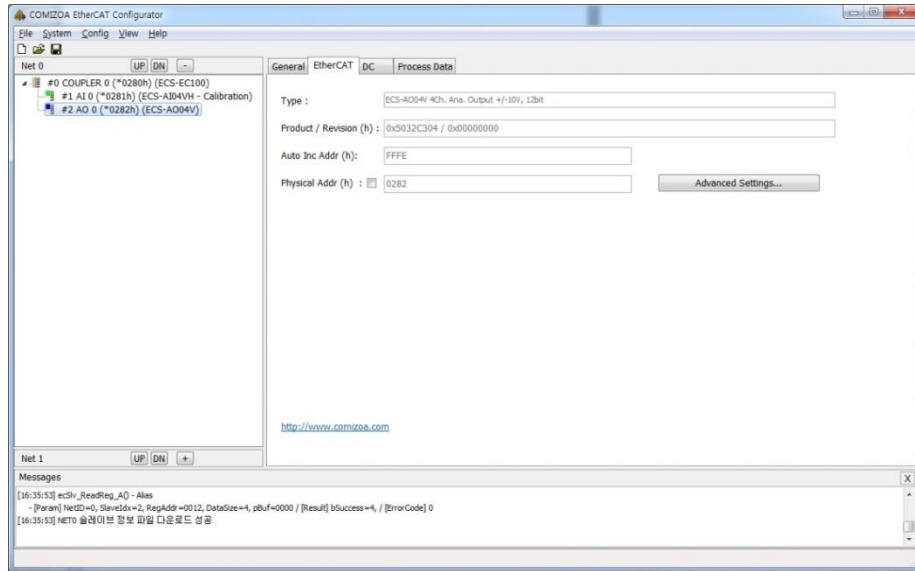 COMIZOA EtherCAT Configurator
File System Config View Help
Net 0 UP DN -
#0 COUPLER 0 (*0280h) (ECS-EC100)
#1 AI 0 (*0281h) (ECS-AI04VH - Calibration)
#2 AO 0 (*0282h) (ECS-AO04V)
General EtherCAT DC Process Data
Type : ECS-AO04V 4Ch. Ana. Output +/-10V, 12bit
Product / Revision (h) : 0x5032C304 / 0x00000000
Auto Inc Addr (h): FFFE
Physical Addr (h) : 0282 Advanced Settings...
http://www.comizoa.com
Net 1 UP DN +
Messages X
[16:35:53] ecSlv_ReadReg_A() - Alias
- [Param] NetID=0, SlaveIdx=2, RegAddr=0012, DataSize=4, pBuf=0000 / [Result] bSuccess=4, / [ErrorCode] 0
[16:35:53] NET0 슬레이브 정보 파일 다운로드 성공